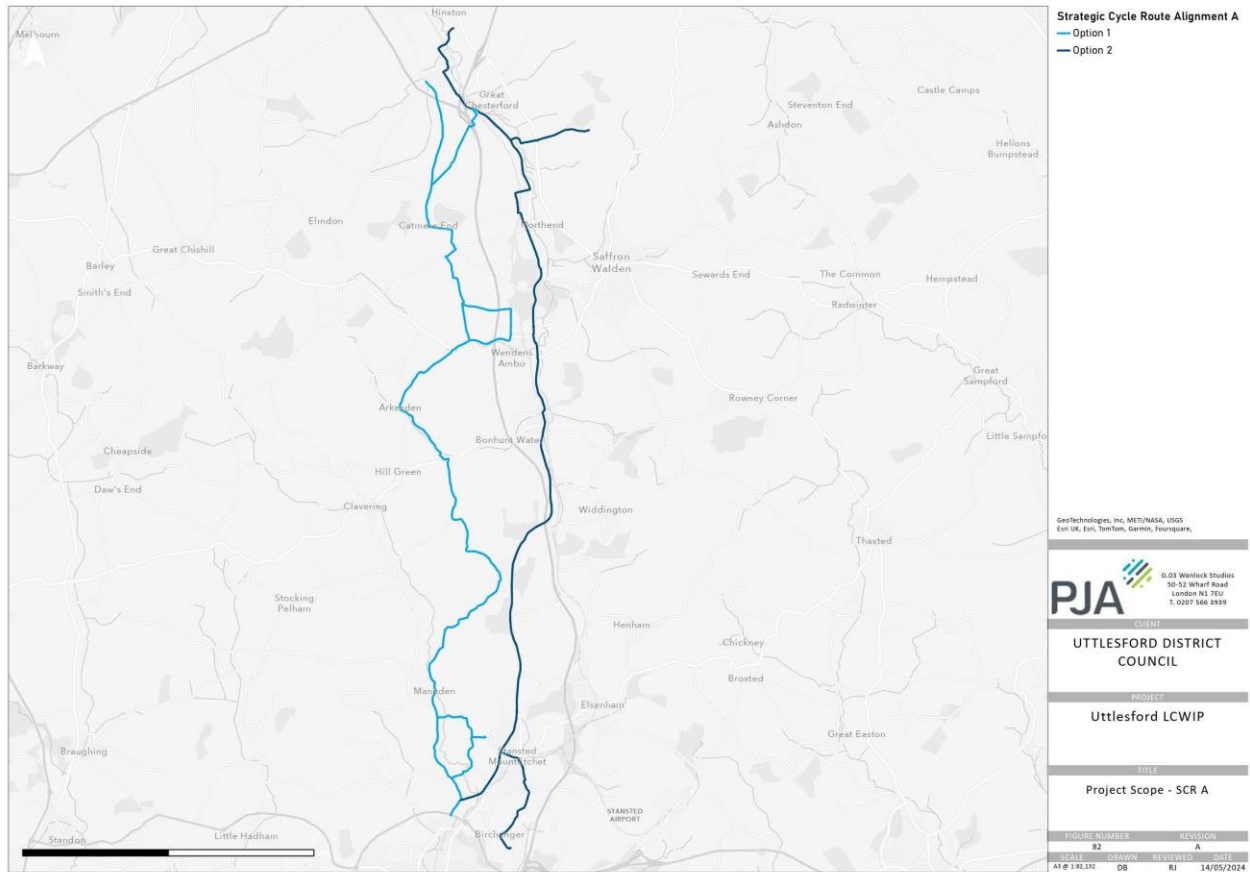 Strategic Cycle Route Alignment A
Option 1
Option 2
Hinxton
Great
Chesterford
Steventon End
Castle Camps
Ashdon
Helions
Bumpstead
Elmdon
Catmere End
Northend
Great Chishill
Saffron
Walden
Barley
Sewards End
The Common
Hempstead
Smith's End
Radwinter
Wendens
Ambo
Barkway
Great
Sampford
Arkesden
Rowney Corner
Bonhunt Water
Little Sampfo
Cheapside
Hill Green
Daw's End
Clavering
Widdington
Thaxted
Stocking
Pelham
Henham
Chickney
Broxted
Manuden
Elsenham
Great Easton
Braughing
Stansted
Mountfitchet
STANSTED
AIRPORT
Standon
Little Hadham
Birchanger
GeoTechnologies, Inc, METI/NASA, USGS
Esri UK, Esri, TomTom, Garmin, Foursquare,
PJA
G.03 Wenlock Studios
50-52 Wharf Road
London N1 7EU
T. 0207 566 3939
CLIENT
UTTLESFORD DISTRICT
COUNCIL
PROJECT
Uttlesford LCWIP
TITLE
Project Scope - SCR A
FIGURE NUMBER REVISION
82 A
SCALE DRAWN REVIEWED DATE
A3 @ 1:82,132 DB RJ 14/05/2024